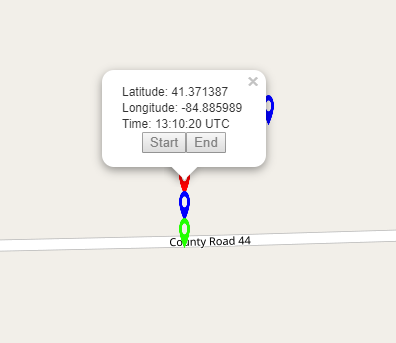 Latitude: 41.371387
Longitude: -84.885989
Time: 13:10:20 UTC
Start End
County Road 44